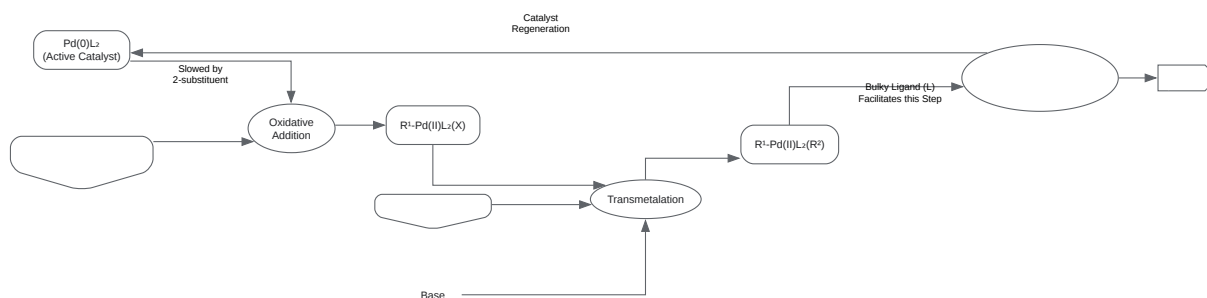 Catalyst
Regeneration
Pd(0)L₂
(Active Catalyst)
Slowed by
2-substituent
Bulky Ligand (L)
Facilitates this Step
Oxidative
Addition
R¹-Pd(II)L₂(X)
R¹-Pd(II)L₂(R²)
Transmetalation
Base